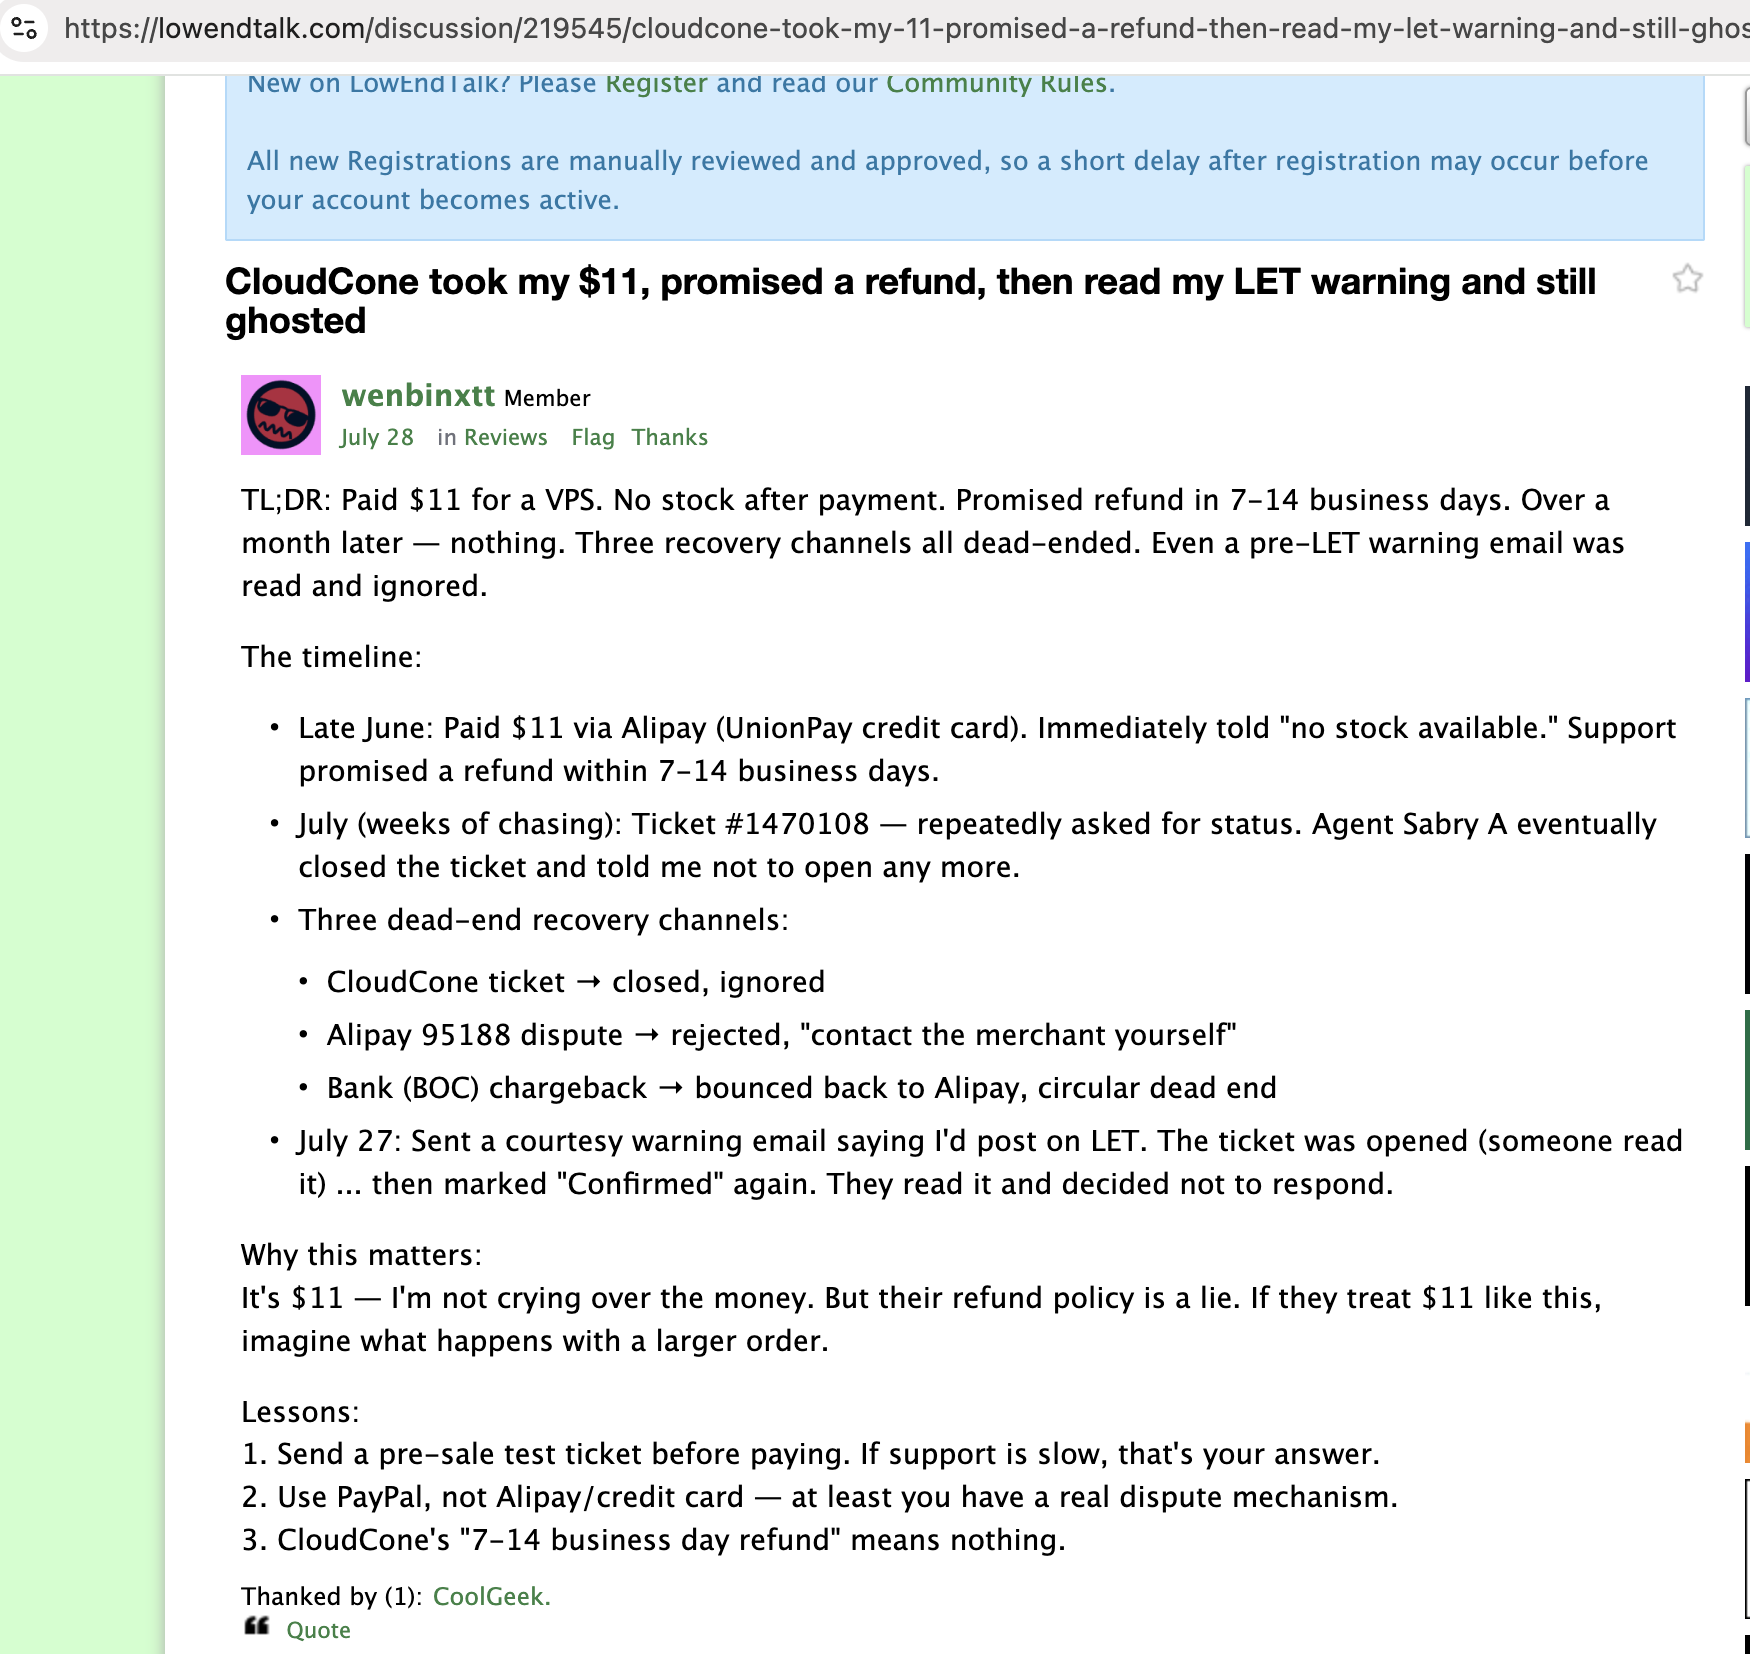 https://lowendtalk.com/discussion/219545/cloudcone-took-my-11-promised-a-refund-then-read-my-let-warning-and-still-ghos
New on LowEndTalk? Please Register and read our Community Rules.
All new Registrations are manually reviewed and approved, so a short delay after registration may occur before
your account becomes active.
CloudCone took my $11, promised a refund, then read my LET warning and still
ghosted
wenbinxtt Member
July 28 in Reviews Flag Thanks
TL;DR: Paid $11 for a VPS. No stock after payment. Promised refund in 7–14 business days. Over a
month later — nothing. Three recovery channels all dead-ended. Even a pre-LET warning email was
read and ignored.
The timeline:
• Late June: Paid $11 via Alipay (UnionPay credit card). Immediately told "no stock available." Support
promised a refund within 7–14 business days.
• July (weeks of chasing): Ticket #1470108 — repeatedly asked for status. Agent Sabry A eventually
closed the ticket and told me not to open any more.
• Three dead-end recovery channels:
• CloudCone ticket → closed, ignored
• Alipay 95188 dispute → rejected, "contact the merchant yourself"
• Bank (BOC) chargeback → bounced back to Alipay, circular dead end
• July 27: Sent a courtesy warning email saying I'd post on LET. The ticket was opened (someone read
it) ... then marked "Confirmed" again. They read it and decided not to respond.
Why this matters:
It's $11 — I'm not crying over the money. But their refund policy is a lie. If they treat $11 like this,
imagine what happens with a larger order.
Lessons:
1. Send a pre-sale test ticket before paying. If support is slow, that's your answer.
2. Use PayPal, not Alipay/credit card — at least you have a real dispute mechanism.
3. CloudCone's "7–14 business day refund" means nothing.
Thanked by (1): CoolGeek.
Quote